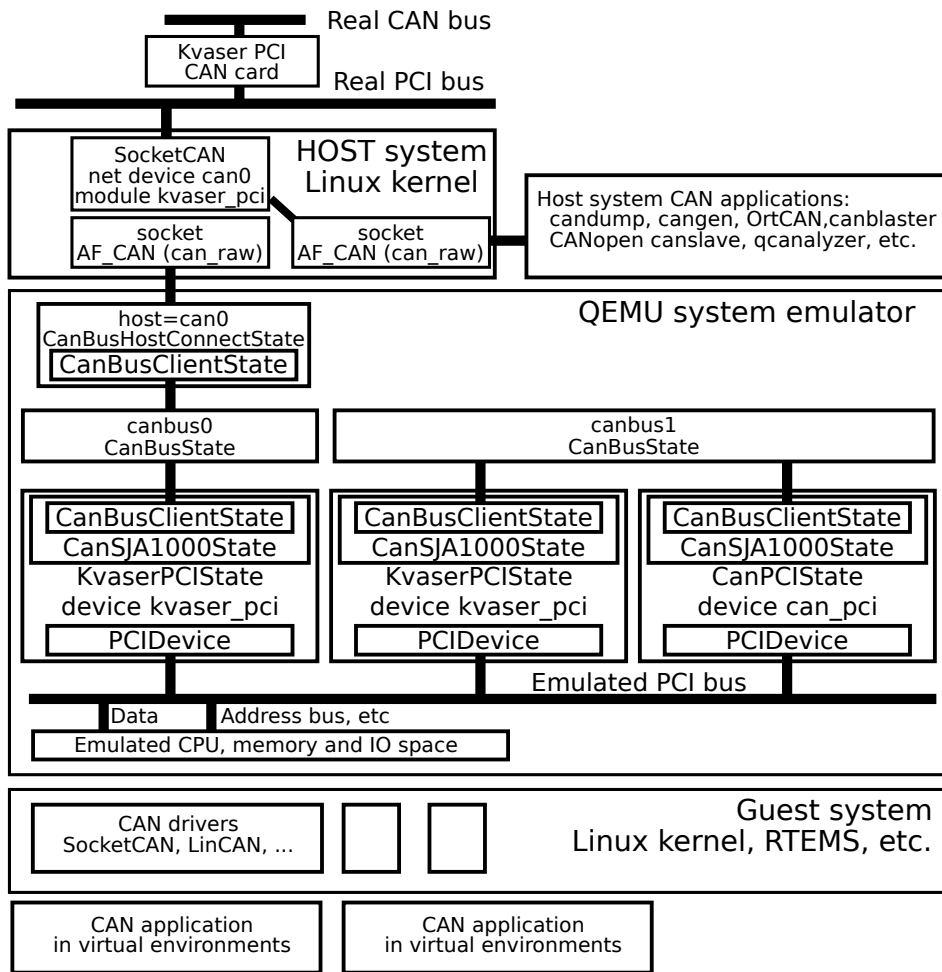 Real CAN bus
Kvaser PCI
CAN card
Real PCI bus
SocketCAN
net device can0
module kvaser_pci
HOST system
Linux kernel
socket
AF_CAN (can_raw)
socket
AF_CAN (can_raw)
Host system CAN applications:
candump, cangen, OrtCAN,canblaster
CANopen canslave, qcanalyzer, etc.
QEMU system emulator
host=can0
CanBusHostConnectState
CanBusClientState
canbus0
CanBusState
canbus1
CanBusState
CanBusClientState
CanSJA1000State
KvaserPCIState
device kvaser_pci
PCIDevice
CanBusClientState
CanSJA1000State
KvaserPCIState
device kvaser_pci
PCIDevice
CanBusClientState
CanSJA1000State
CanPCIState
device can_pci
PCIDevice
Emulated PCI bus
Data
Address bus, etc
Emulated CPU, memory and IO space
Guest system
Linux kernel, RTEMS, etc.
CAN drivers
SocketCAN, LinCAN, ...
CAN application
in virtual environments
CAN application
in virtual environments